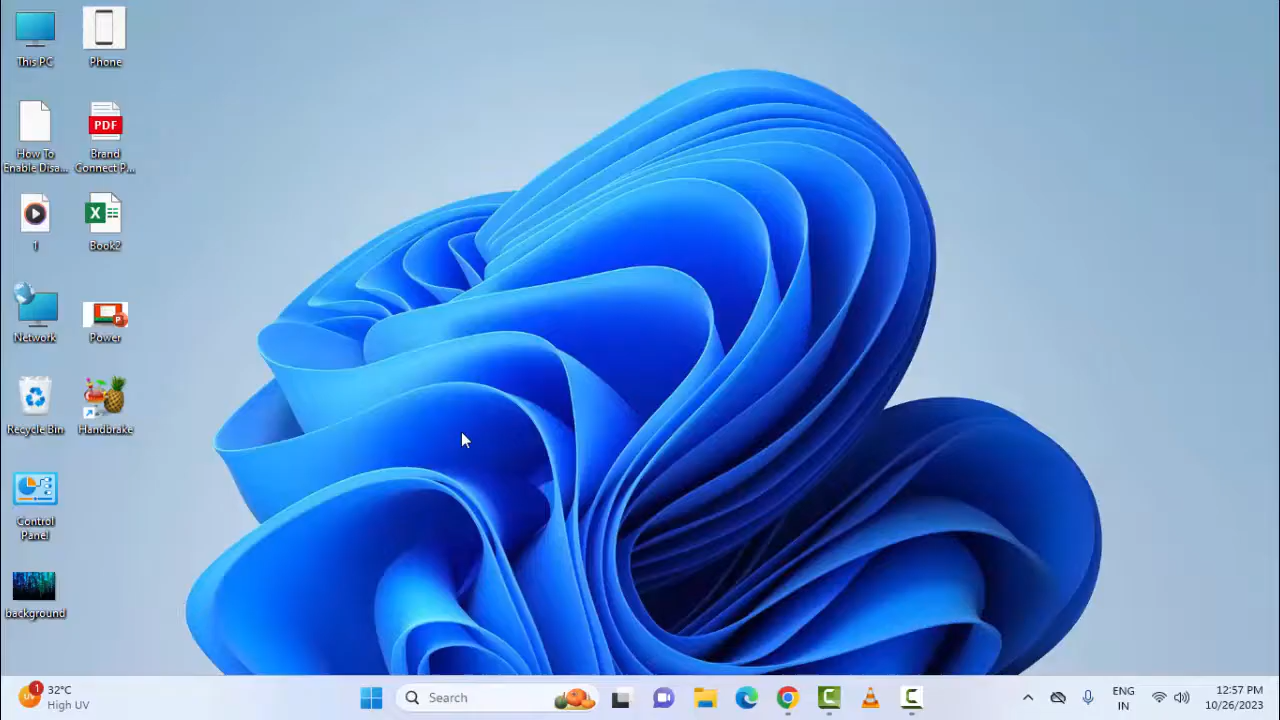 This PC
Phone
How To
Enable Disa...
PDF
Brand
Connect P...
1
Book2
Network
Power
Recycle Bin
Handbrake
Control
Panel
background
1
32°C
High UV
Search
ENG
IN
12:57 PM
10/26/2023